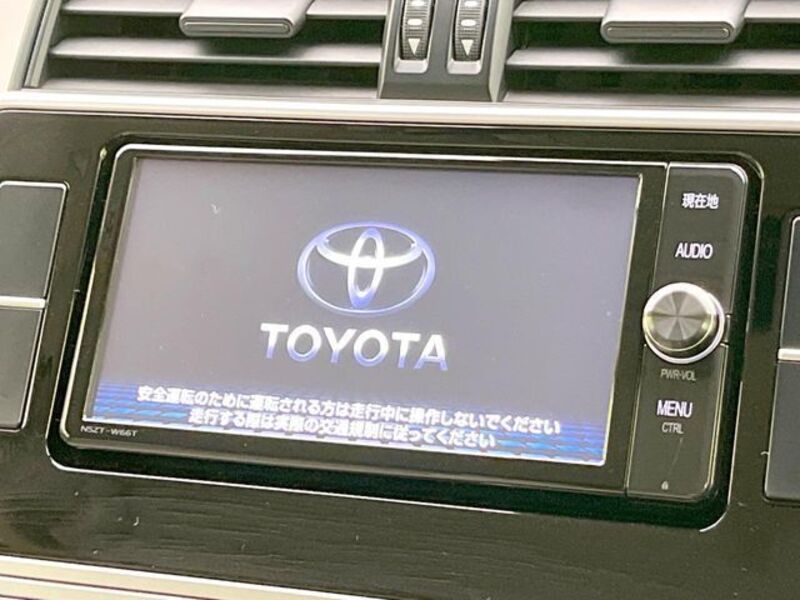 TOYOTA
安全運転のために運転される方は走行中に操作しないでください
走行する際は実際の交通規制に従ってください
NSZT-W66T
現在地
AUDIO
PWR-VOL
MENU
CTRL